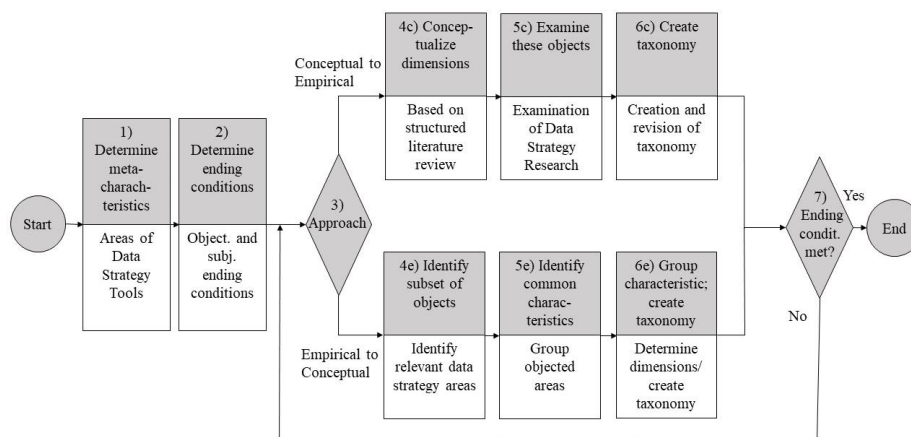 Start
1)
Determine
meta-
charach-
teristics
Areas of
Data
Strategy
Tools
2)
Determine
ending
conditions
Object. and
subj.
ending
conditions
3)
Approach
Conceptual to
Empirical
4c) Concep-
tualize
dimensions
Based on
structured
literature
review
5c) Examine
these objects
Examination
of Data
Strategy
Research
6c) Create
taxonomy
Creation and
revision of
taxonomy
Empirical to
Conceptual
4e) Identify
subset of
objects
Identify
relevant data
strategy areas
5e) Identify
common
charac-
teristics
Group
objected
areas
6e) Group
characteristic;
create
taxonomy
Determine
dimensions/
create
taxonomy
7)
Ending
condit.
met?
Yes
No
End